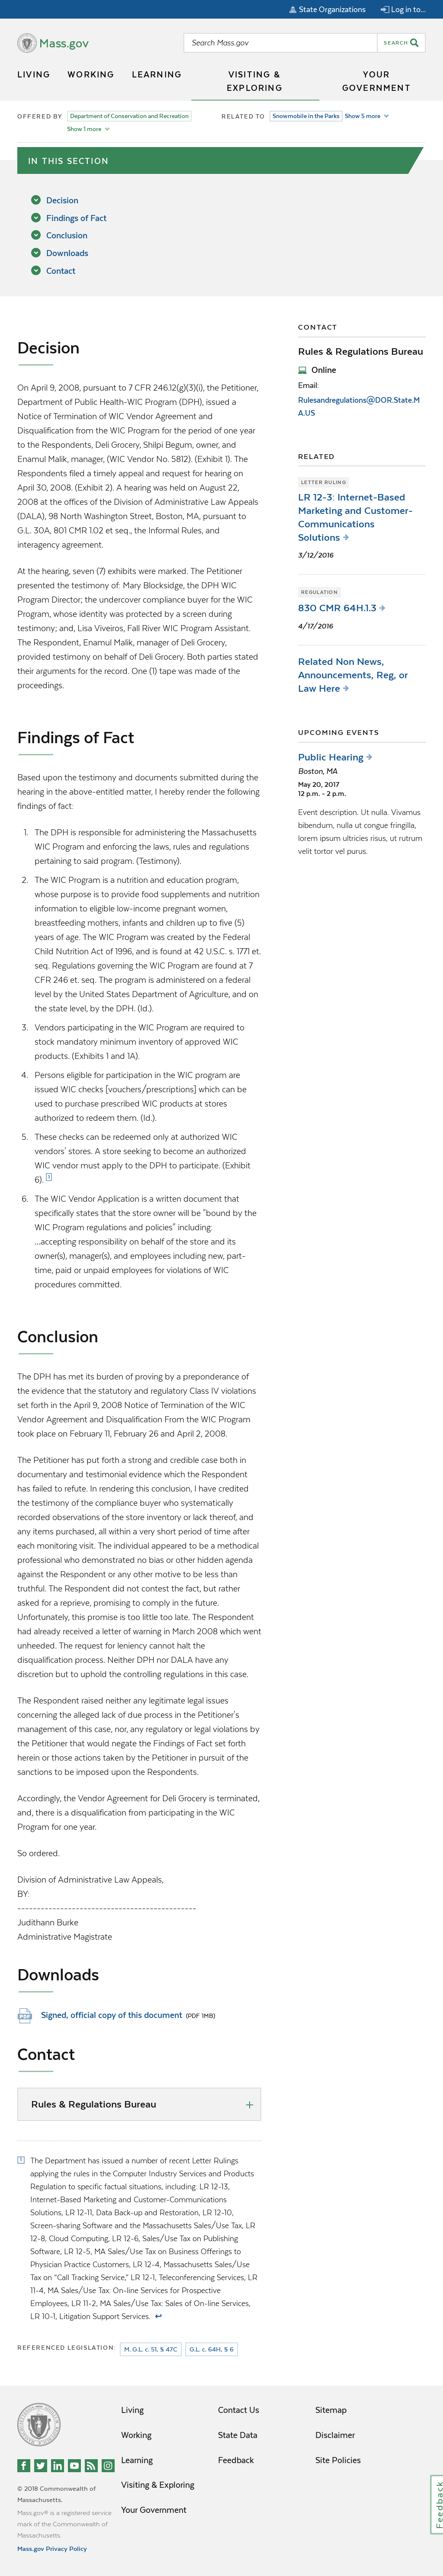 State Organizations Log in to...
Mass.gov
Search Mass.gov SEARCH
LIVING WORKING LEARNING VISITING & EXPLORING YOUR GOVERNMENT
OFFERED BY Department of Conservation and Recreation Show 1 more
RELATED TO Snowmobile in the Parks Show 5 more
IN THIS SECTION
Decision
Findings of Fact
Conclusion
Downloads
Contact
Decision
On April 9, 2008, pursuant to 7 CFR 246.12(g)(3)(i), the Petitioner,
Department of Public Health-WIC Program (DPH), issued a
Notice of Termination of WIC Vendor Agreement and
Disqualification from the WIC Program for the period of one year
to the Respondents, Deli Grocery, Shilpi Begum, owner, and
Enamul Malik, manager, (WIC Vendor No. 5812). (Exhibit 1). The
Respondents filed a timely appeal and request for hearing on
April 30, 2008. (Exhibit 2). A hearing was held on August 22,
2008 at the offices of the Division of Administrative Law Appeals
(DALA), 98 North Washington Street, Boston, MA, pursuant to
G.L. 30A, 801 CMR 1.02 et seq., the Informal Rules, and
interagency agreement.
At the hearing, seven (7) exhibits were marked. The Petitioner
presented the testimony of: Mary Blocksidge, the DPH WIC
Program Director; the undercover compliance buyer for the WIC
Program, whose identity was protected by a screen during
testimony; and, Lisa Viveiros, Fall River WIC Program Assistant.
The Respondent, Enamul Malik, manager of Deli Grocery,
provided testimony on behalf of Deli Grocery. Both parties stated
their arguments for the record. One (1) tape was made of the
proceedings.
Findings of Fact
Based upon the testimony and documents submitted during the
hearing in the above-entitled matter, I hereby render the following
findings of fact:
1. The DPH is responsible for administering the Massachusetts
WIC Program and enforcing the laws, rules and regulations
pertaining to said program. (Testimony).
2. The WIC Program is a nutrition and education program,
whose purpose is to provide food supplements and nutrition
information to eligible low-income pregnant women,
breastfeeding mothers, infants and children up to five (5)
years of age. The WIC Program was created by the Federal
Child Nutrition Act of 1996, and is found at 42 U.S.C. s. 1771 et.
seq. Regulations governing the WIC Program are found at 7
CFR 246 et. seq. The program is administered on a federal
level by the United States Department of Agriculture, and on
the state level, by the DPH. (Id.).
3. Vendors participating in the WIC Program are required to
stock mandatory minimum inventory of approved WIC
products. (Exhibits 1 and 1A).
4. Persons eligible for participation in the WIC program are
issued WIC checks [vouchers/prescriptions] which can be
used to purchase prescribed WIC products at stores
authorized to redeem them. (Id.).
5. These checks can be redeemed only at authorized WIC
vendors' stores. A store seeking to become an authorized
WIC vendor must apply to the DPH to participate. (Exhibit
6). 1
6. The WIC Vendor Application is a written document that
specifically states that the store owner will be "bound by the
WIC Program regulations and policies" including:
...accepting responsibility on behalf of the store and its
owner(s), manager(s), and employees including new, part-
time, paid or unpaid employees for violations of WIC
procedures committed.
Conclusion
The DPH has met its burden of proving by a preponderance of
the evidence that the statutory and regulatory Class IV violations
set forth in the April 9, 2008 Notice of Termination of the WIC
Vendor Agreement and Disqualification From the WIC Program
took place on February 11, February 26 and April 2, 2008.
The Petitioner has put forth a strong and credible case both in
documentary and testimonial evidence which the Respondent
has failed to refute. In rendering this conclusion, I have credited
the testimony of the compliance buyer who systematically
recorded observations of the store inventory or lack thereof, and
any items purchased, all within a very short time frame after
each monitoring visit. The individual appeared to be a methodical
professional who demonstrated no bias or other hidden agenda
against the Respondent or any other motive to be less than
truthful. The Respondent did not contest the fact, but rather
asked for a reprieve, promising to comply in the future.
Unfortunately, this promise is too little too late. The Respondent
had already received a letter of warning in March 2008 which went
unheeded. The request for leniency cannot halt the
disqualification process. Neither DPH nor DALA have any
discretion but to uphold the controlling regulations in this case.
The Respondent raised neither any legitimate legal issues
concerning the alleged lack of due process in the Petitioner's
management of this case, nor, any regulatory or legal violations by
the Petitioner that would negate the Findings of Fact set forth
herein or those actions taken by the Petitioner in pursuit of the
sanctions to be imposed upon the Respondents.
Accordingly, the Vendor Agreement for Deli Grocery is terminated,
and, there is a disqualification from participating in the WIC
Program for one year.
So ordered.
Division of Administrative Law Appeals,
BY:
----------------------------------------------
Judithann Burke
Administrative Magistrate
Downloads
Signed, official copy of this document (PDF 1MB)
Contact
Rules & Regulations Bureau
1 The Department has issued a number of recent Letter Rulings
applying the rules in the Computer Industry Services and Products
Regulation to specific factual situations, including: LR 12-13,
Internet-Based Marketing and Customer-Communications
Solutions, LR 12-11, Data Back-up and Restoration, LR 12-10,
Screen-sharing Software and the Massachusetts Sales/Use Tax, LR
12-8, Cloud Computing, LR 12-6, Sales/Use Tax on Publishing
Software, LR 12-5, MA Sales/Use Tax on Business Offerings to
Physician Practice Customers, LR 12-4, Massachusetts Sales/Use
Tax on "Call Tracking Service," LR 12-1, Teleconferencing Services, LR
11-4, MA Sales/Use Tax: On-line Services for Prospective
Employees, LR 11-2, MA Sales/Use Tax: Sales of On-line Services,
LR 10-1, Litigation Support Services. ↩
REFERENCED LEGISLATION: M. G.L. c. 51, § 47C G.L. c. 64H, § 6
CONTACT
Rules & Regulations Bureau
Online
Email:
Rulesandregulations@DOR.State.M
A.US
RELATED
LETTER RULING
LR 12-3: Internet-Based
Marketing and Customer-
Communications
Solutions
3/12/2016
REGULATION
830 CMR 64H.1.3
4/17/2016
Related Non News,
Announcements, Reg, or
Law Here
UPCOMING EVENTS
Public Hearing
Boston, MA
May 20, 2017
12 p.m. - 2 p.m.
Event description. Ut nulla. Vivamus
bibendum, nulla ut congue fringilla,
lorem ipsum ultricies risus, ut rutrum
velit tortor vel purus.
© 2018 Commonwealth of
Massachusetts.
Mass.gov® is a registered service
mark of the Commonwealth of
Massachusetts.
Mass.gov Privacy Policy
Living
Working
Learning
Visiting & Exploring
Your Government
Contact Us
State Data
Feedback
Sitemap
Disclaimer
Site Policies
Feedback